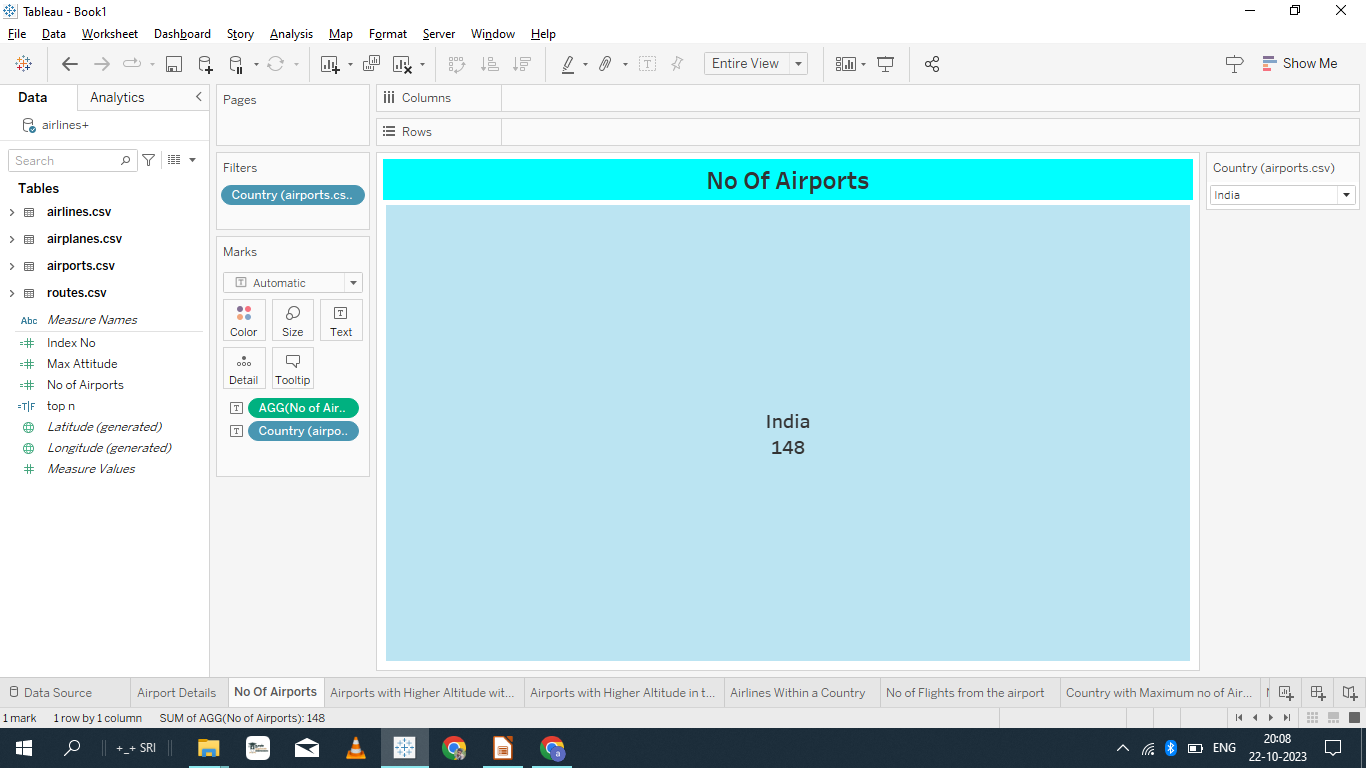 Tableau - Book1
File Data Worksheet Dashboard Story Analysis Map Format Server Window Help
Entire View
Show Me
Data Analytics
airlines+
Search
Tables
airlines.csv
airplanes.csv
airports.csv
routes.csv
Abc Measure Names
Index No
Max Attitude
No of Airports
=T|F top n
Latitude (generated)
Longitude (generated)
Measure Values
Pages
Filters
Country (airports.cs..
Marks
Automatic
Color Size Text
Detail Tooltip
AGG(No of Air..
Country (airpo..
Columns
Rows
No Of Airports
India
148
Country (airports.csv)
India
Data Source Airport Details No Of Airports Airports with Higher Altitude wit... Airports with Higher Altitude in t... Airlines Within a Country No of Flights from the airport Country with Maximum no of Air...
1 mark 1 row by 1 column SUM of AGG(No of Airports): 148
+_+ SRI
ENG
20:08
22-10-2023